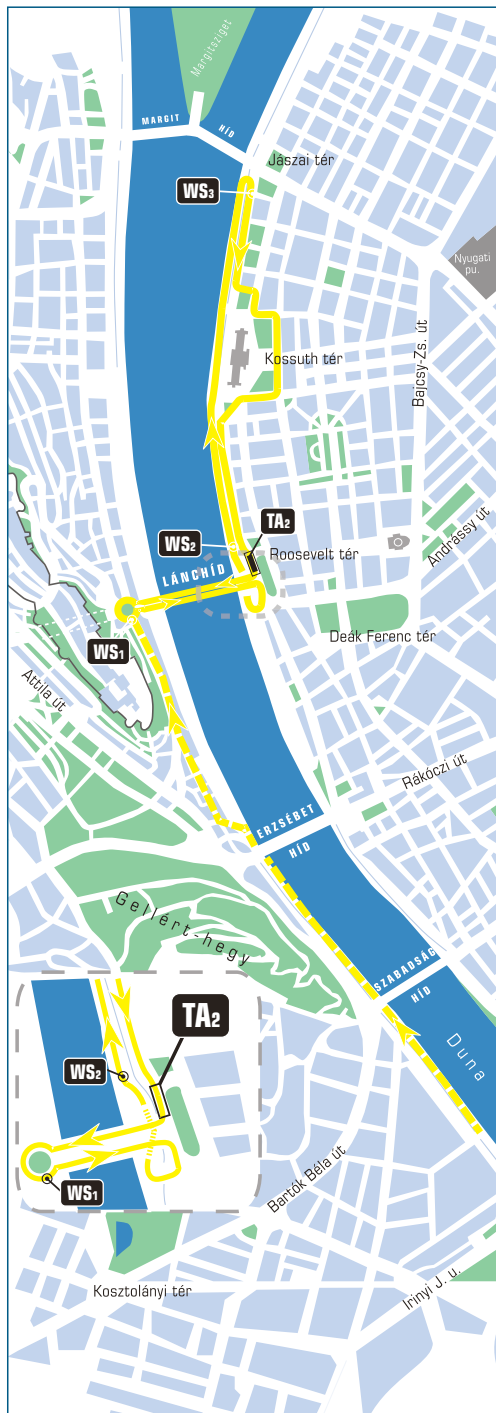 Margitsziget
MARGIT
HÍD
Jászai tér
WS3
Nyugati
pu.
Bajcsy-Zs. út
Kossuth tér
Andrássy út
TA2
WS2
Roosevelt tér
LÁNCHÍD
WS1
Deák Ferenc tér
Attila út
Rákóczi út
ERZSÉBET
HÍD
Gellért-hegy
SZABADSÁG
HÍD
Duna
TA2
WS2
WS1
Bartók Béla út
Kosztolányi tér
Irinyi J. u.